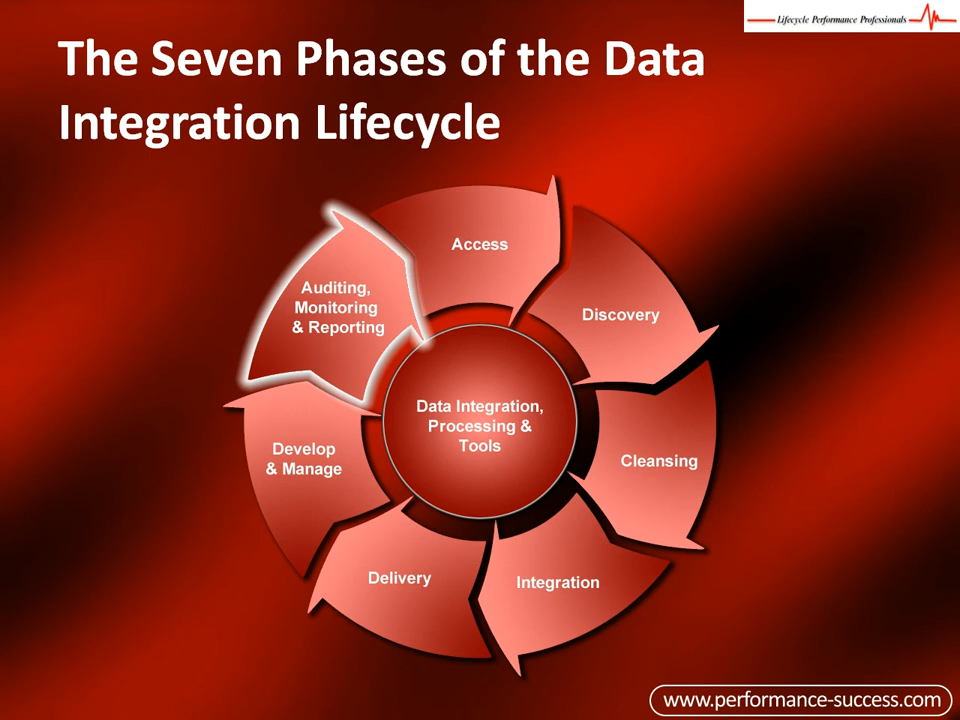 Lifecycle Performance Professionals
The Seven Phases of the Data
Integration Lifecycle
Access
Discovery
Cleansing
Integration
Delivery
Develop
& Manage
Auditing,
Monitoring
& Reporting
Data Integration,
Processing &
Tools
www.performance-success.com